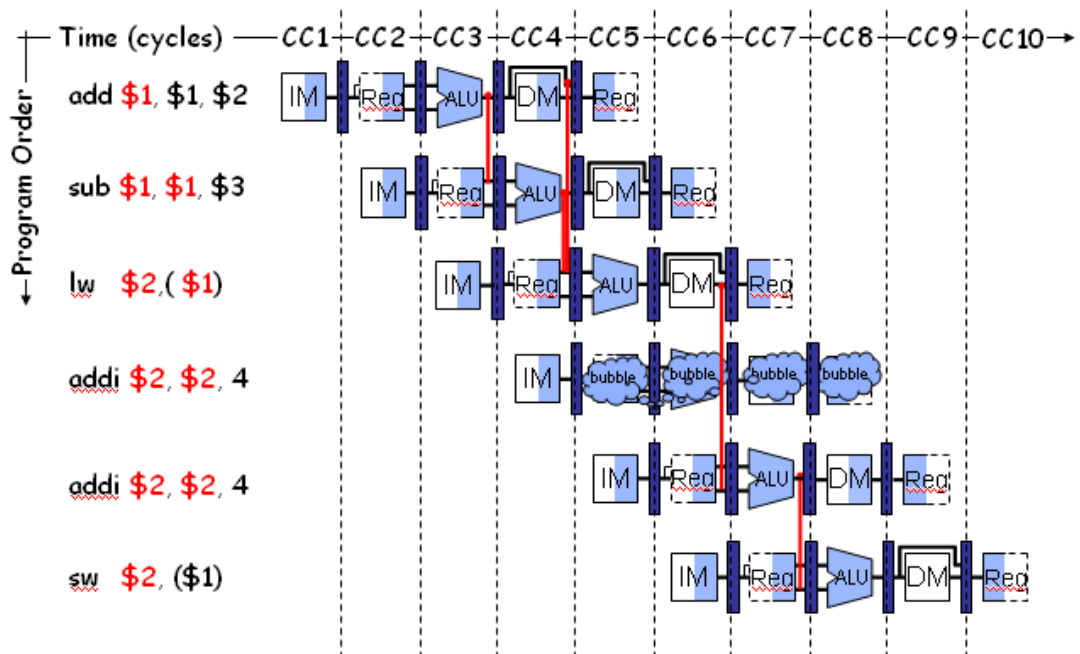 Time (cycles) CC1 CC2 CC3 CC4 CC5 CC6 CC7 CC8 CC9 CC10
Program Order
add $1, $1, $2 IM Reg ALU DM Reg
sub $1, $1, $3 IM Reg ALU DM Reg
lw $2,( $1) IM Reg ALU DM Reg
addi $2, $2, 4 IM bubble bubble bubble bubble
addi $2, $2, 4 IM Reg ALU DM Reg
sw $2, ($1) IM Reg ALU DM Reg